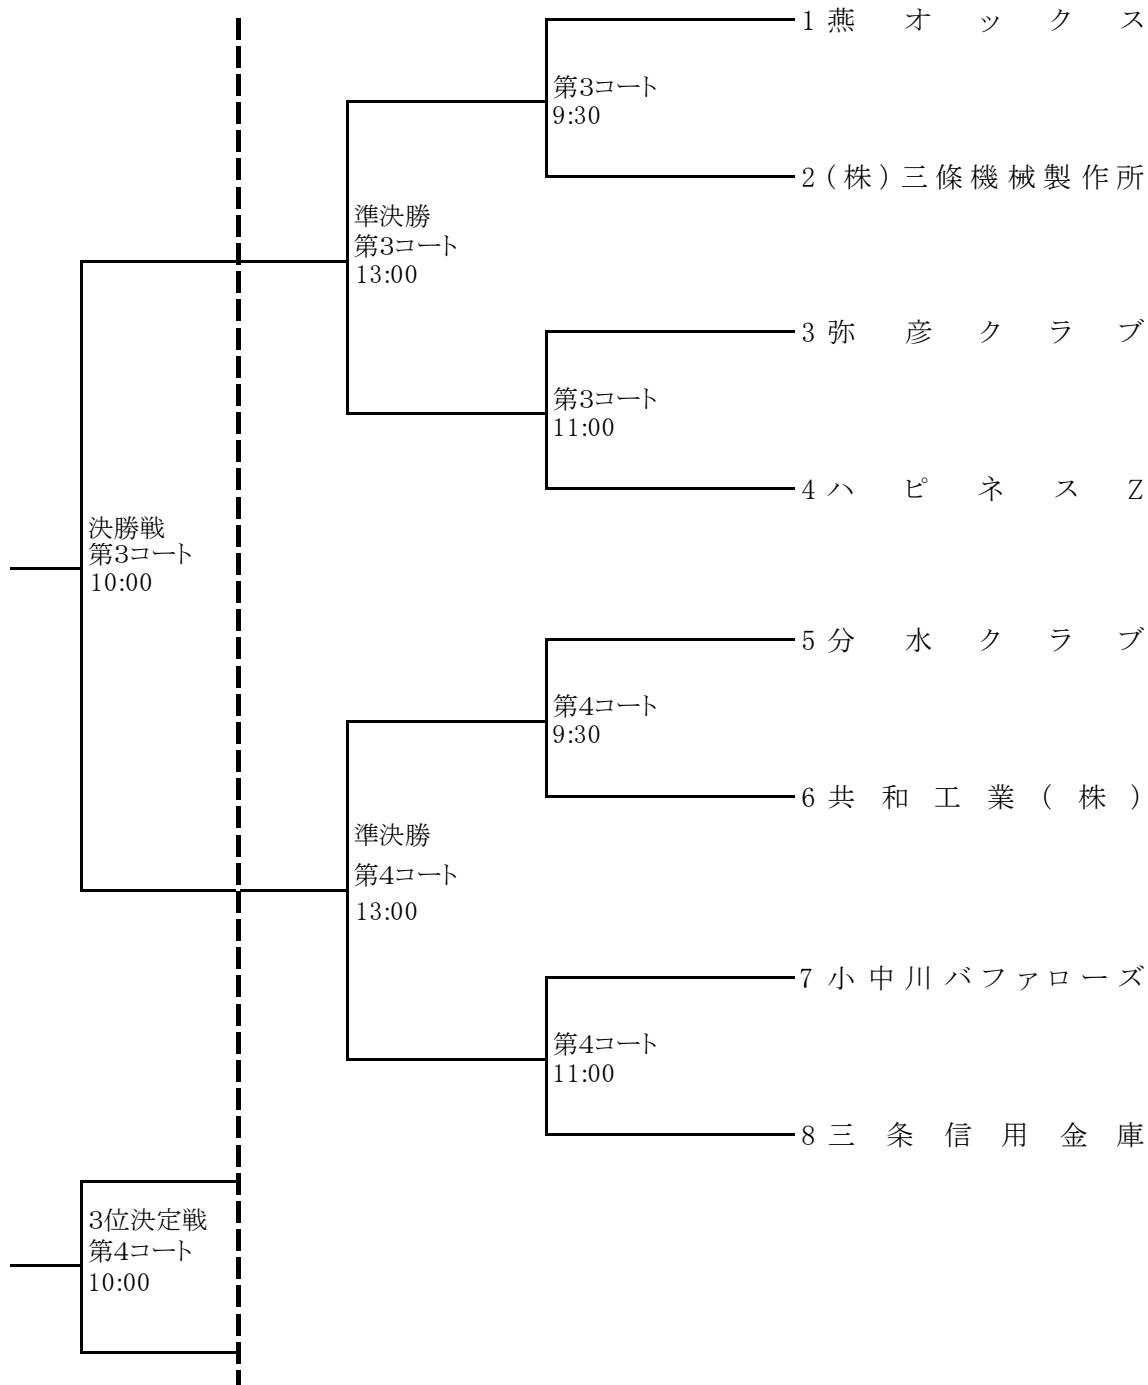 1 燕オックス
第3コート
9:30
2 (株)三條機械製作所
準決勝
第3コート
13:00
3 弥彦クラブ
第3コート
11:00
4 ハピネスZ
決勝戦
第3コート
10:00
5 分水クラブ
第4コート
9:30
6 共和工業(株)
準決勝
第4コート
13:00
7 小中川バファローズ
第4コート
11:00
8 三条信用金庫
3位決定戦
第4コート
10:00